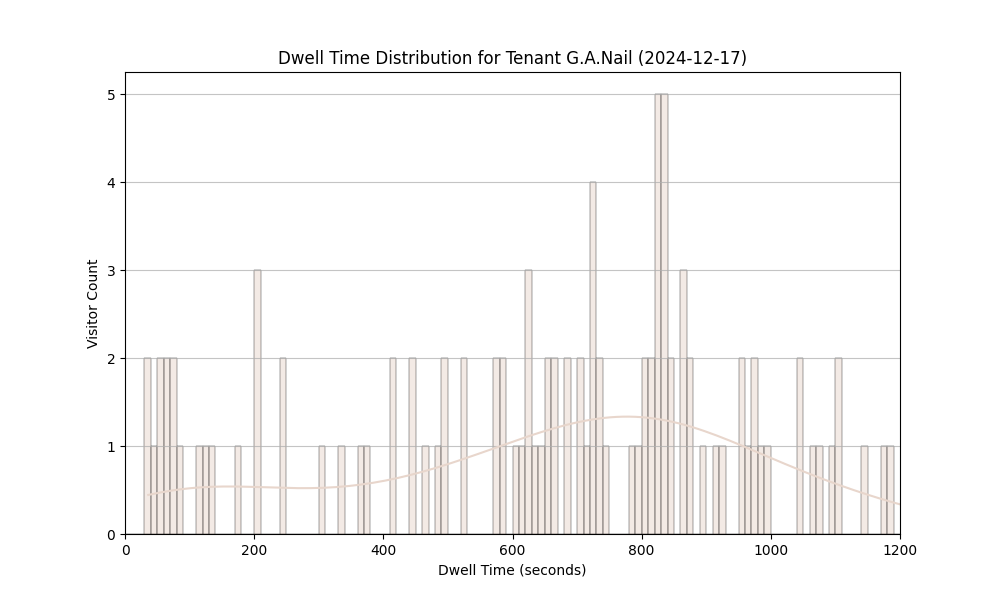 Dwell Time Distribution for Tenant G.A.Nail (2024-12-17)
5
4
3
2
1
0
Visitor Count
0 200 400 600 800 1000 1200
Dwell Time (seconds)